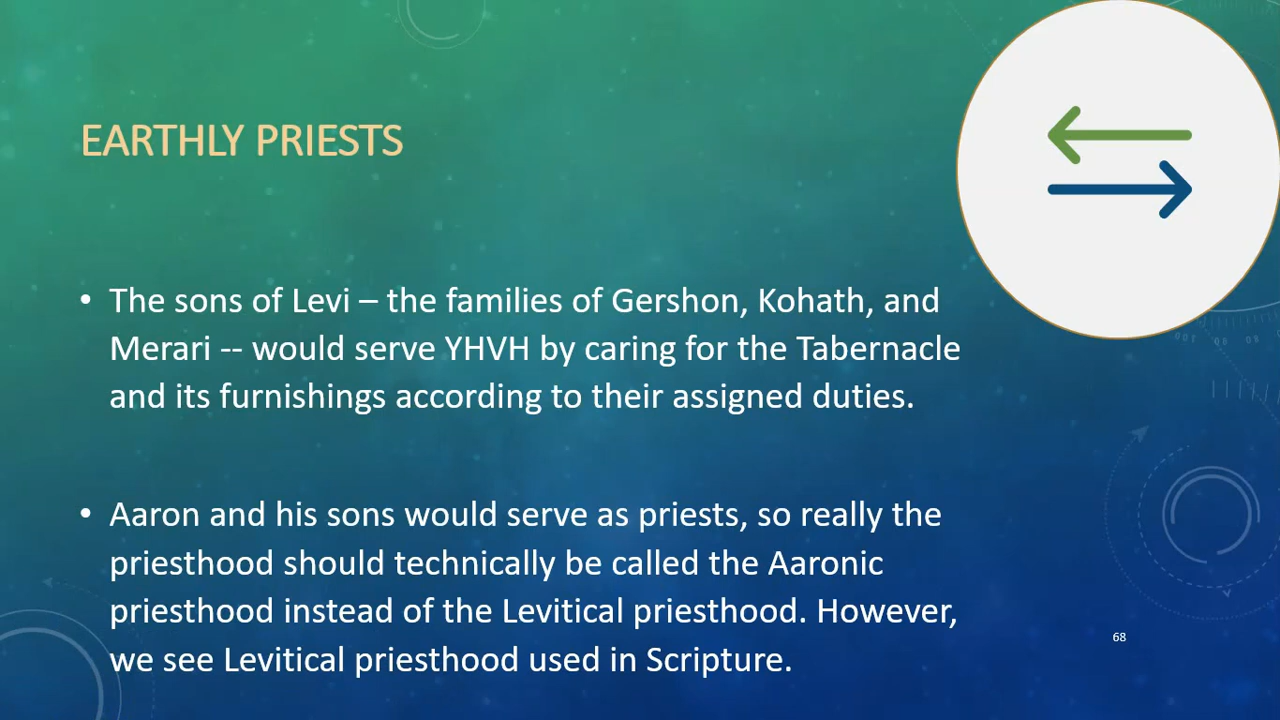 EARTHLY PRIESTS
• The sons of Levi – the families of Gershon, Kohath, and
Merari -- would serve YHVH by caring for the Tabernacle
and its furnishings according to their assigned duties.
• Aaron and his sons would serve as priests, so really the
priesthood should technically be called the Aaronic
priesthood instead of the Levitical priesthood. However,
we see Levitical priesthood used in Scripture.
68